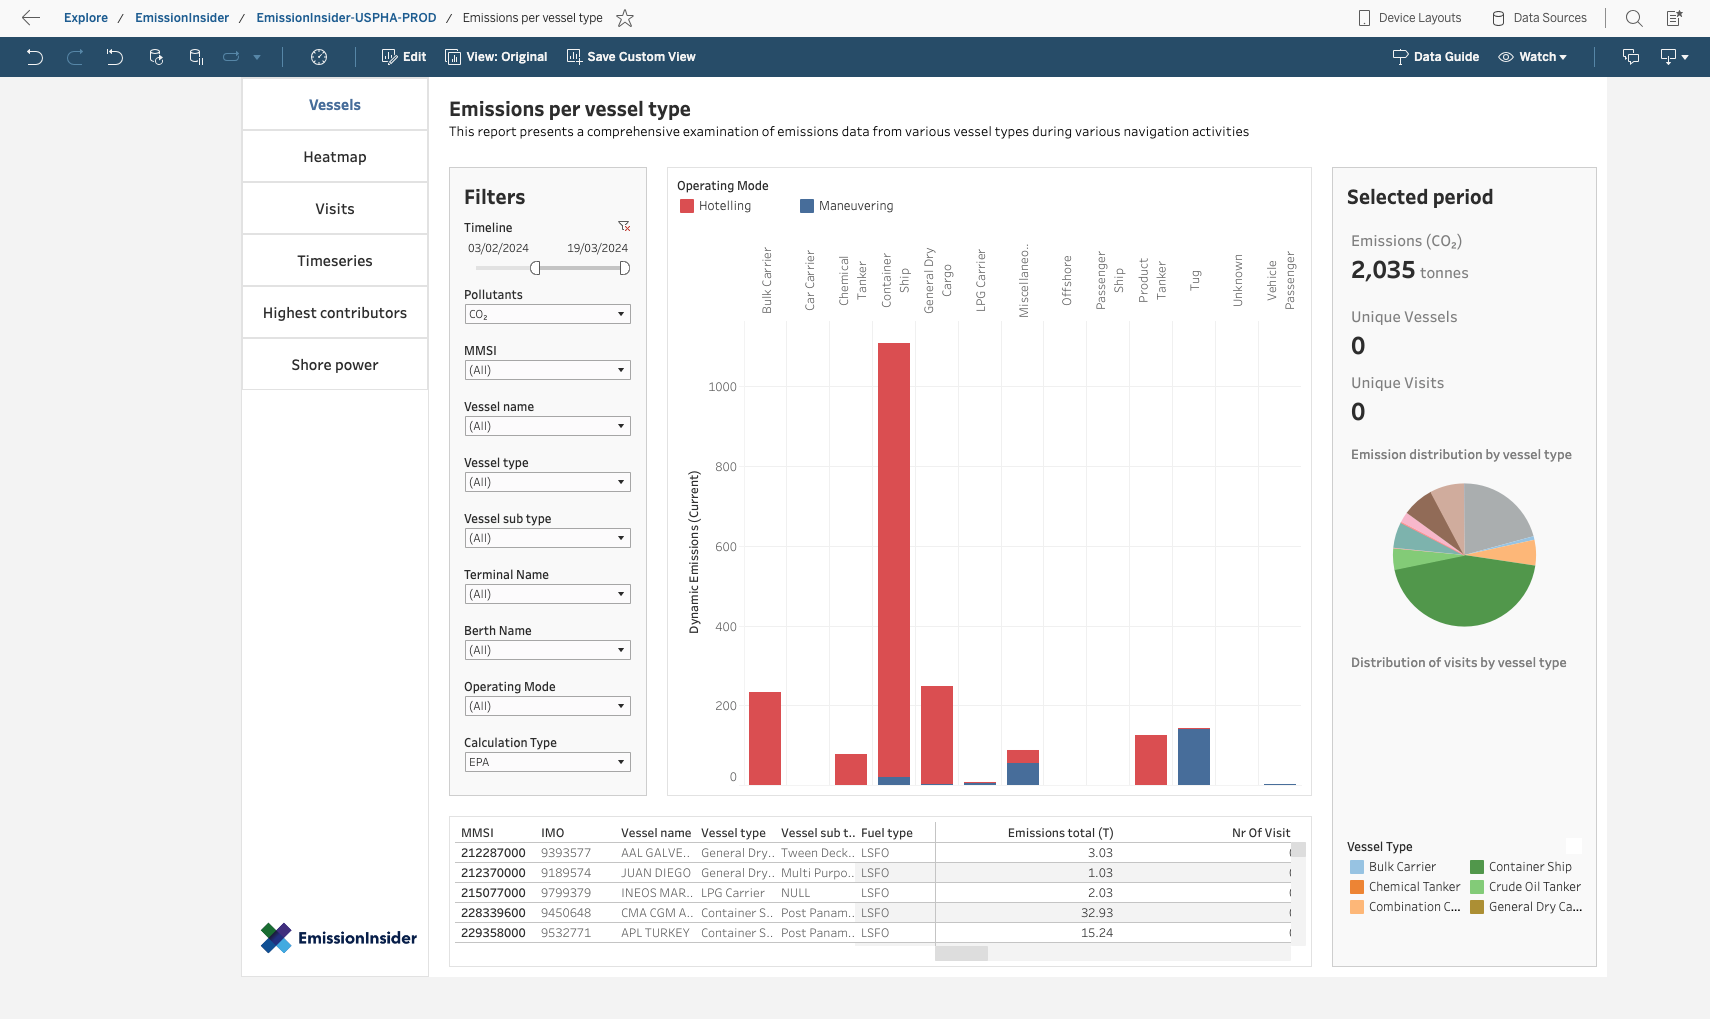 Explore / EmissionInsider / EmissionInsider-USPHA-PROD / Emissions per vessel type
Device Layouts
Data Sources
Edit
View: Original
Save Custom View
Data Guide
Watch
Vessels
Heatmap
Visits
Timeseries
Highest contributors
Shore power
EmissionInsider
Emissions per vessel type
This report presents a comprehensive examination of emissions data from various vessel types during various navigation activities
Filters
Timeline
03/02/2024 19/03/2024
Pollutants
CO₂
MMSI
(All)
Vessel name
(All)
Vessel type
(All)
Vessel sub type
(All)
Terminal Name
(All)
Berth Name
(All)
Operating Mode
(All)
Calculation Type
EPA
Operating Mode
Hotelling Maneuvering
Bulk Carrier
Car Carrier
Chemical
Tanker
Container
Ship
General Dry
Cargo
LPG Carrier
Miscellaneo..
Offshore
Passenger
Ship
Product
Tanker
Tug
Unknown
Vehicle
Passenger
Dynamic Emissions (Current)
1000
800
600
400
200
0
MMSI IMO Vessel name Vessel type Vessel sub t.. Fuel type Emissions total (T) Nr Of Visit
212287000 9393577 AAL GALVE.. General Dry.. Tween Deck.. LSFO 3.03
212370000 9189574 JUAN DIEGO General Dry.. Multi Purpo.. LSFO 1.03
215077000 9799379 INEOS MAR.. LPG Carrier NULL LSFO 2.03
228339600 9450648 CMA CGM A.. Container S.. Post Panam.. LSFO 32.93
229358000 9532771 APL TURKEY Container S.. Post Panam.. LSFO 15.24
Selected period
Emissions (CO₂)
2,035 tonnes
Unique Vessels
0
Unique Visits
0
Emission distribution by vessel type
Distribution of visits by vessel type
Vessel Type
Bulk Carrier Container Ship
Chemical Tanker Crude Oil Tanker
Combination C... General Dry Ca...